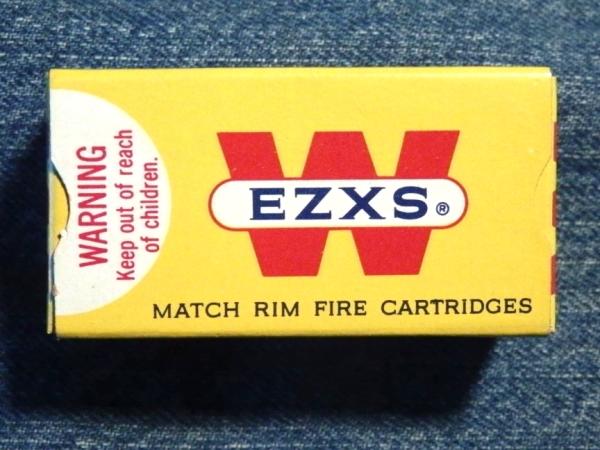 WARNING
Keep out of reach
of children.
W
EZXS®
MATCH RIM FIRE CARTRIDGES